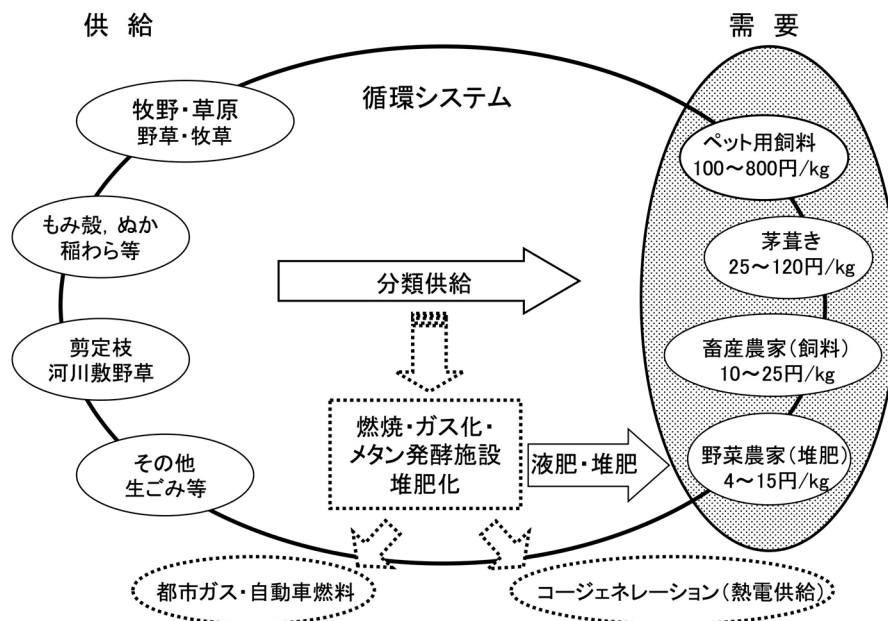 供 給
需 要
循環システム
牧野・草原
野草・牧草
もみ殻，ぬか
稲わら等
剪定枝
河川敷野草
その他
生ごみ等
分類供給
燃焼・ガス化・
メタン発酵施設
堆肥化
液肥・堆肥
ペット用飼料
100～800円/kg
茅葺き
25～120円/kg
畜産農家（飼料）
10～25円/kg
野菜農家（堆肥）
4～15円/kg
都市ガス・自動車燃料
コージェネレーション（熱電供給）